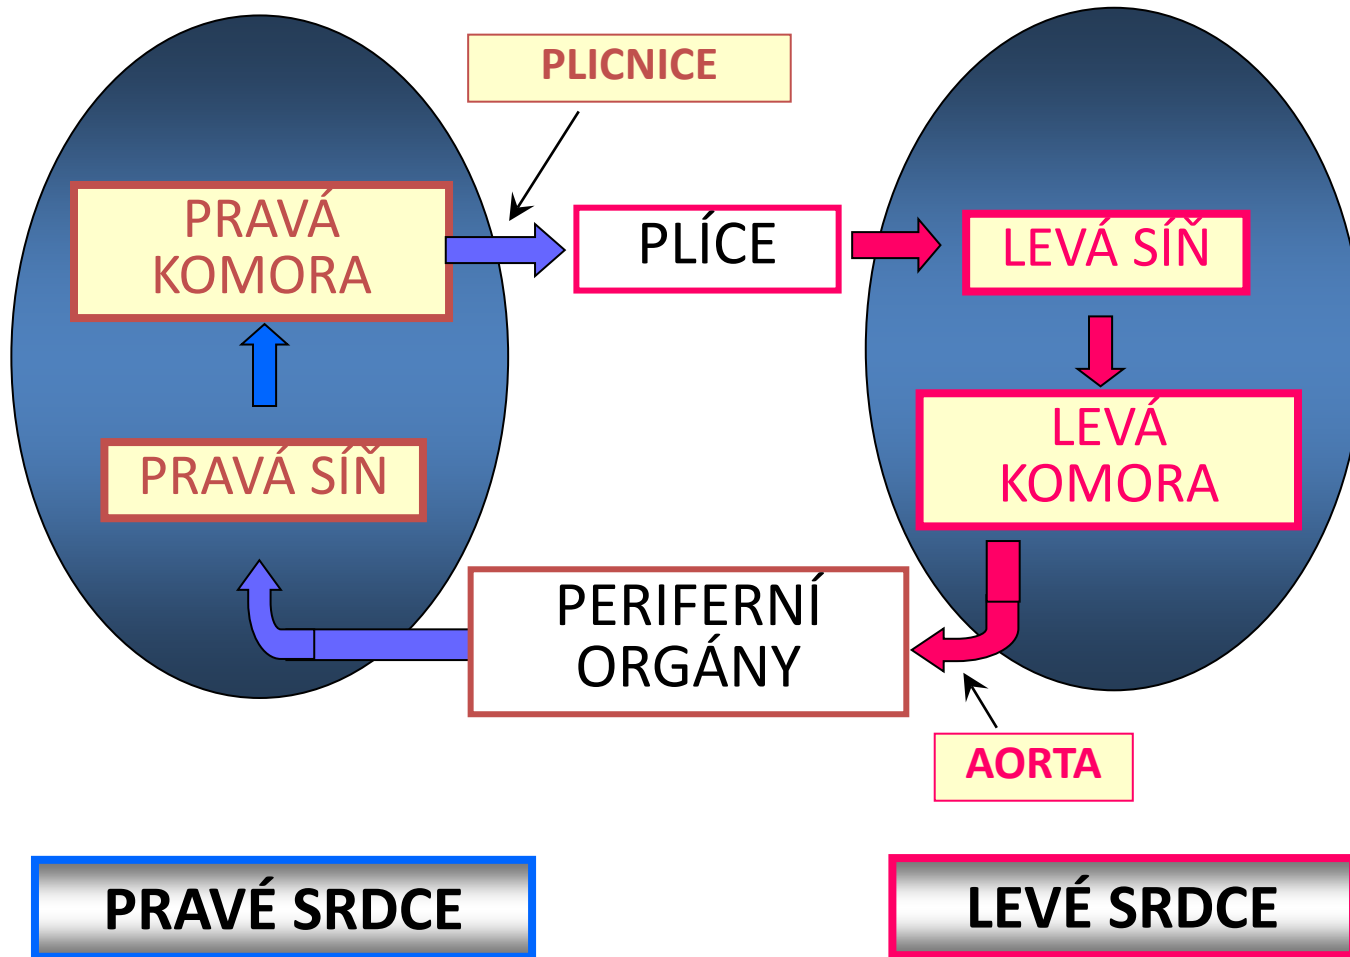 PLICNICE
PRAVÁ
KOMORA
PLÍCE
LEVÁ SÍŇ
PRAVÁ SÍŇ
LEVÁ
KOMORA
PERIFERNÍ
ORGÁNY
AORTA
PRAVÉ SRDCE
LEVÉ SRDCE